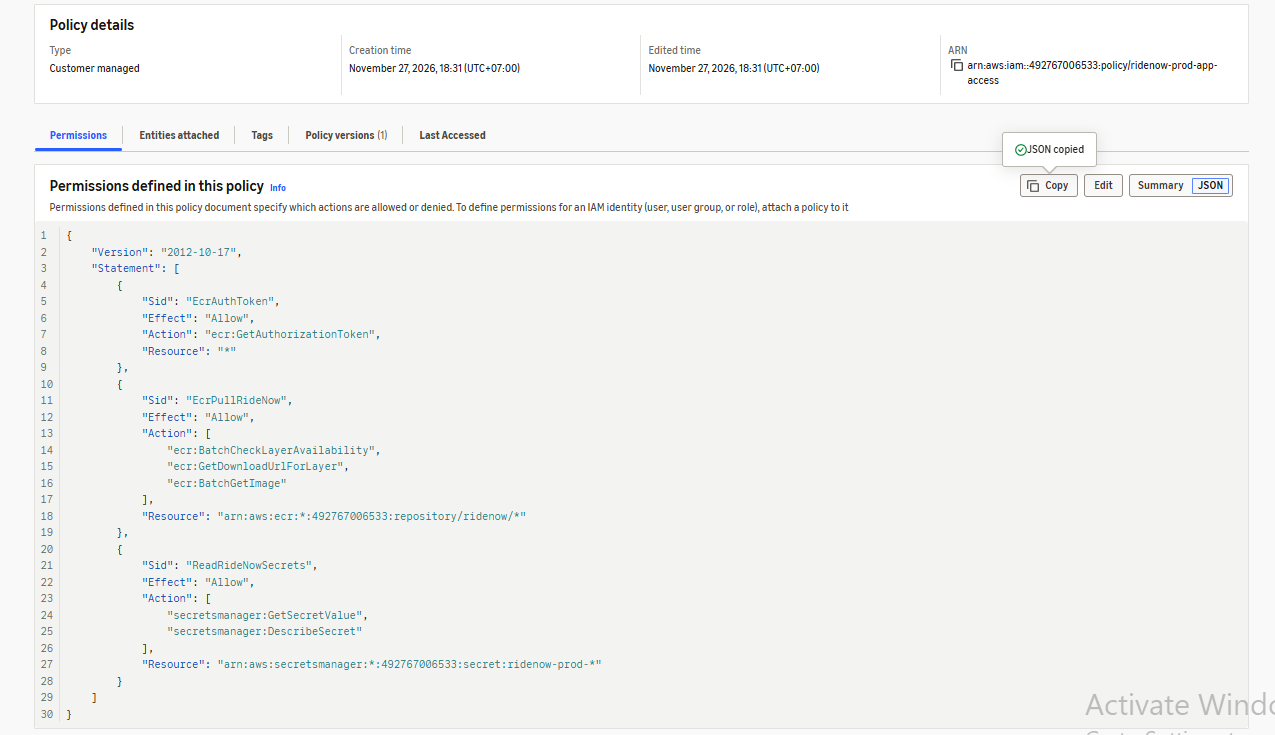 Policy details
Type
Customer managed
Creation time
November 27, 2026, 18:31 (UTC+07:00)
Edited time
November 27, 2026, 18:31 (UTC+07:00)
ARN
arn:aws:iam::492767006533:policy/ridenow-prod-app-
access
Permissions
Entities attached
Tags
Policy versions (1)
Last Accessed
JSON copied
Permissions defined in this policy Info
Copy
Edit
Summary
JSON
Permissions defined in this policy document specify which actions are allowed or denied. To define permissions for an IAM identity (user, user group, or role), attach a policy to it
1 {
2 "Version": "2012-10-17",
3 "Statement": [
4 {
5 "Sid": "EcrAuthToken",
6 "Effect": "Allow",
7 "Action": "ecr:GetAuthorizationToken",
8 "Resource": "*"
9 },
10 {
11 "Sid": "EcrPullRideNow",
12 "Effect": "Allow",
13 "Action": [
14 "ecr:BatchCheckLayerAvailability",
15 "ecr:GetDownloadUrlForLayer",
16 "ecr:BatchGetImage"
17 ],
18 "Resource": "arn:aws:ecr:*:492767006533:repository/ridenow/*"
19 },
20 {
21 "Sid": "ReadRideNowSecrets",
22 "Effect": "Allow",
23 "Action": [
24 "secretsmanager:GetSecretValue",
25 "secretsmanager:DescribeSecret"
26 ],
27 "Resource": "arn:aws:secretsmanager:*:492767006533:secret:ridenow-prod-*"
28 }
29 ]
30 }
Activate Windo